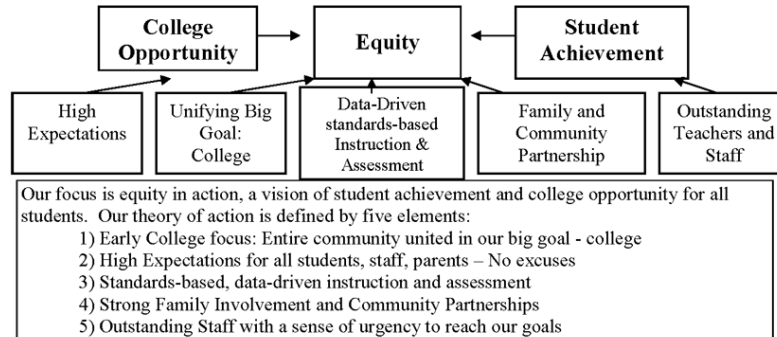 College
Opportunity
Equity
Student
Achievement
High
Expectations
Unifying Big
Goal:
College
Data-Driven
standards-based
Instruction &
Assessment
Family and
Community
Partnership
Outstanding
Teachers and
Staff
Our focus is equity in action, a vision of student achievement and college opportunity for all
students. Our theory of action is defined by five elements:
1) Early College focus: Entire community united in our big goal - college
2) High Expectations for all students, staff, parents – No excuses
3) Standards-based, data-driven instruction and assessment
4) Strong Family Involvement and Community Partnerships
5) Outstanding Staff with a sense of urgency to reach our goals